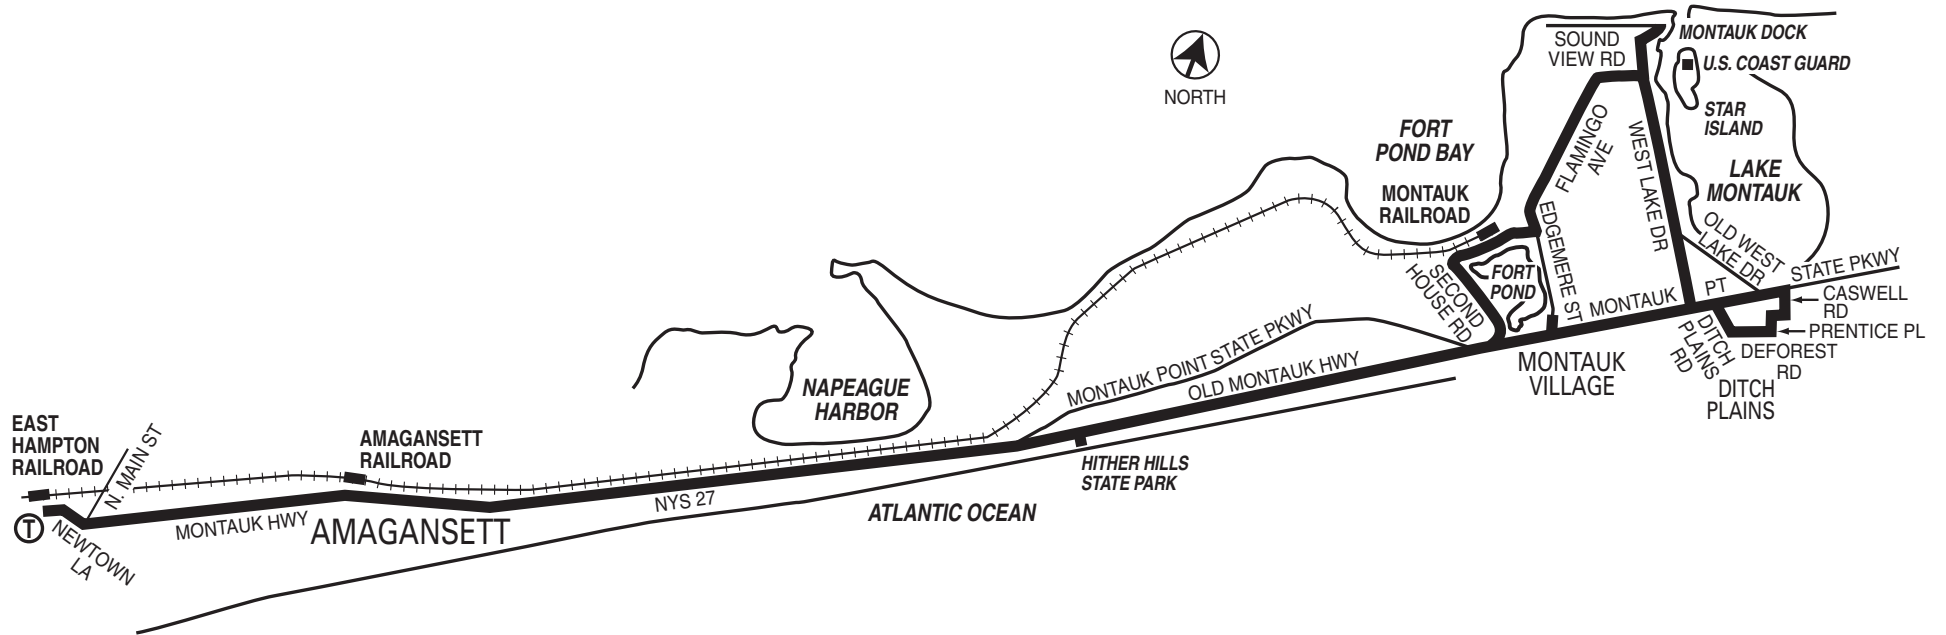 SOUND
VIEW RD
MONTAUK DOCK
U.S. COAST GUARD
NORTH
STAR
ISLAND
FLAMINGO
AVE
WEST LAKE DR
FORT
POND BAY
LAKE
MONTAUK
MONTAUK
RAILROAD
EDGEMERE ST
OLD WEST
LAKE DR
SECOND
HOUSE RD
FORT
POND
STATE PKWY
MONTAUK
PT
CASWELL
RD
PRENTICE PL
DITCH
PLAINS
RD
DEFOREST
RD
MONTAUK
VILLAGE
DITCH
PLAINS
MONTAUK POINT STATE PKWY
OLD MONTAUK HWY
NAPEAGUE
HARBOR
EAST
HAMPTON
RAILROAD
N. MAIN ST
AMAGANSETT
RAILROAD
HITHER HILLS
STATE PARK
NYS 27
ATLANTIC OCEAN
T
MONTAUK HWY
AMAGANSETT
NEWTOWN
LA